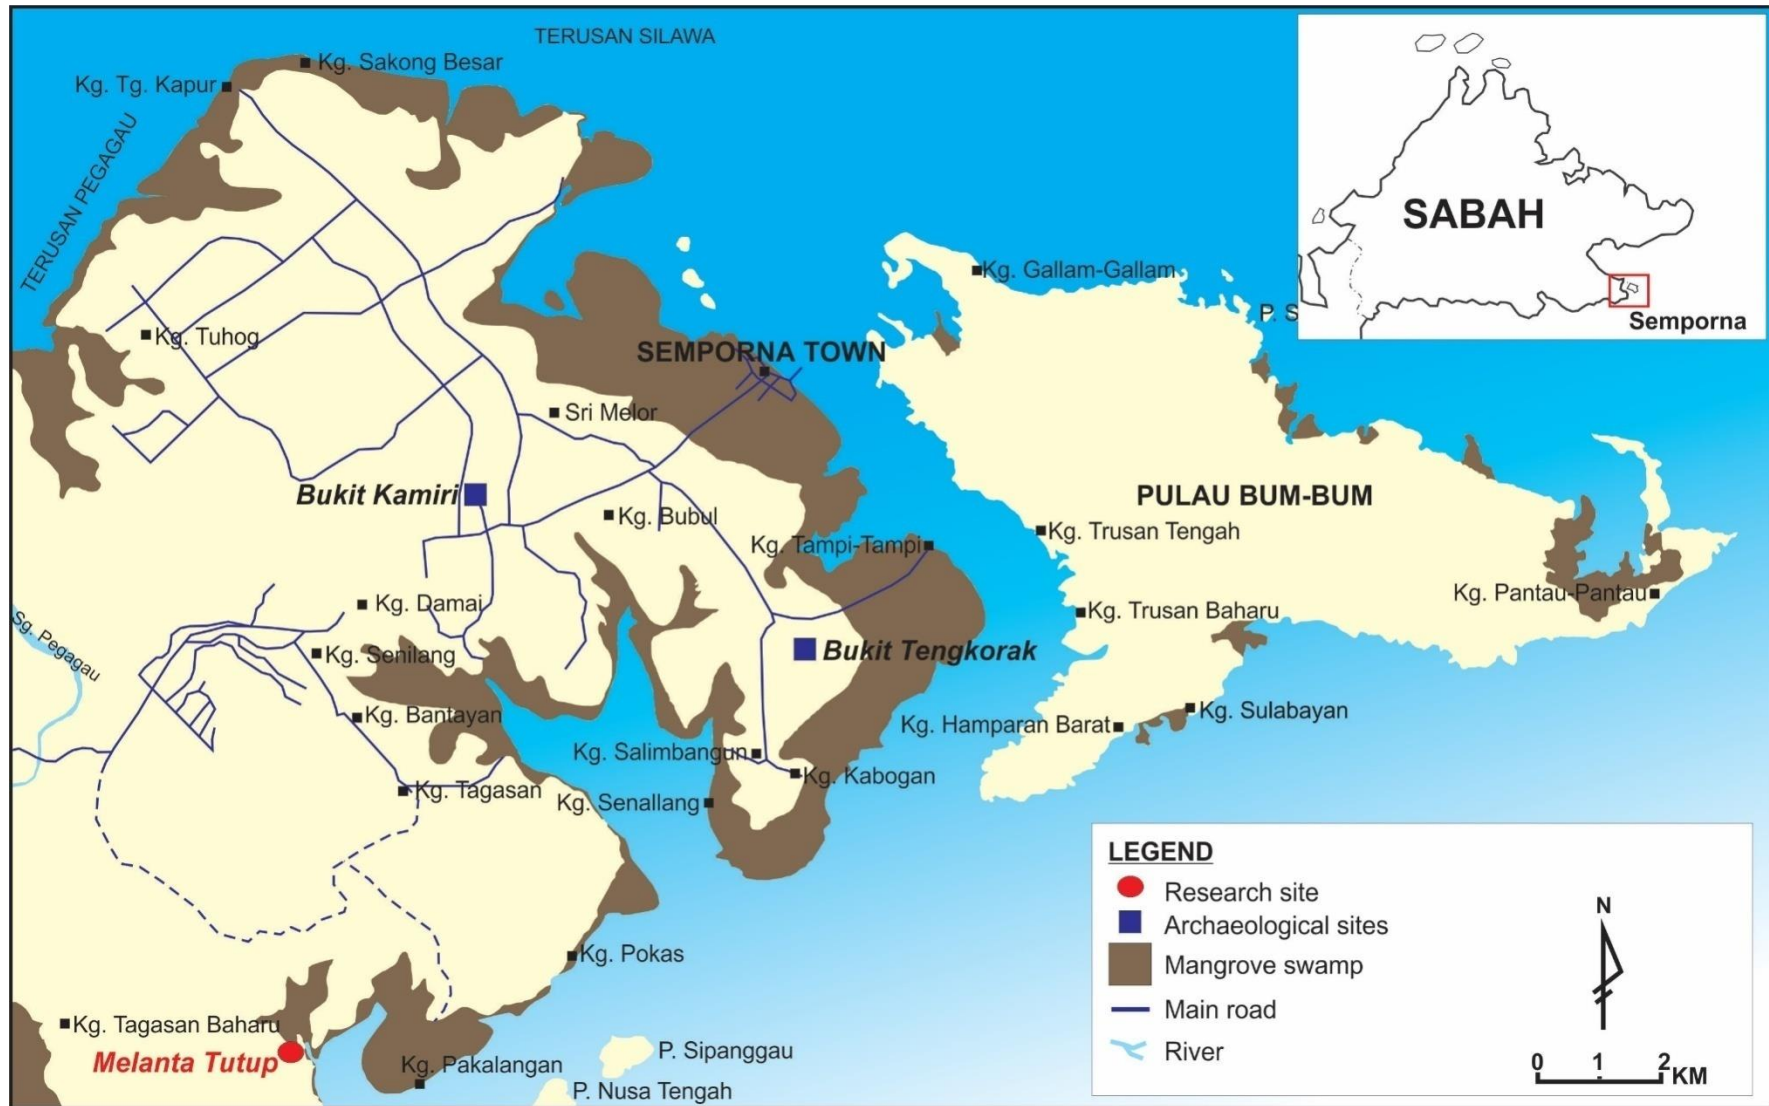 TERUSAN SILAWA
Kg. Sakong Besar
Kg. Tg. Kapur
TERUSAN PEGAGAU
SABAH
Semporna
Kg. Gallam-Gallam
P. S
Kg. Tuhog
SEMPORNA TOWN
Sri Melor
Bukit Kamiri
PULAU BUM-BUM
Kg. Bubul
Kg. Trusan Tengah
Kg. Tampi-Tampi
Kg. Pantau-Pantau
Kg. Damai
Kg. Trusan Baharu
Sg. Pegagau
Kg. Senilang
Bukit Tengkorak
Kg. Bantayan
Kg. Sulabayan
Kg. Hamparan Barat
Kg. Salimbangun
Kg. Kabogan
Kg. Tagasan
Kg. Senallang
Kg. Pokas
Kg. Tagasan Baharu
Melanta Tutup
Kg. Pakalangan
P. Sipanggau
P. Nusa Tengah
LEGEND
Research site
Archaeological sites
Mangrove swamp
Main road
River
N
0 1 2 KM